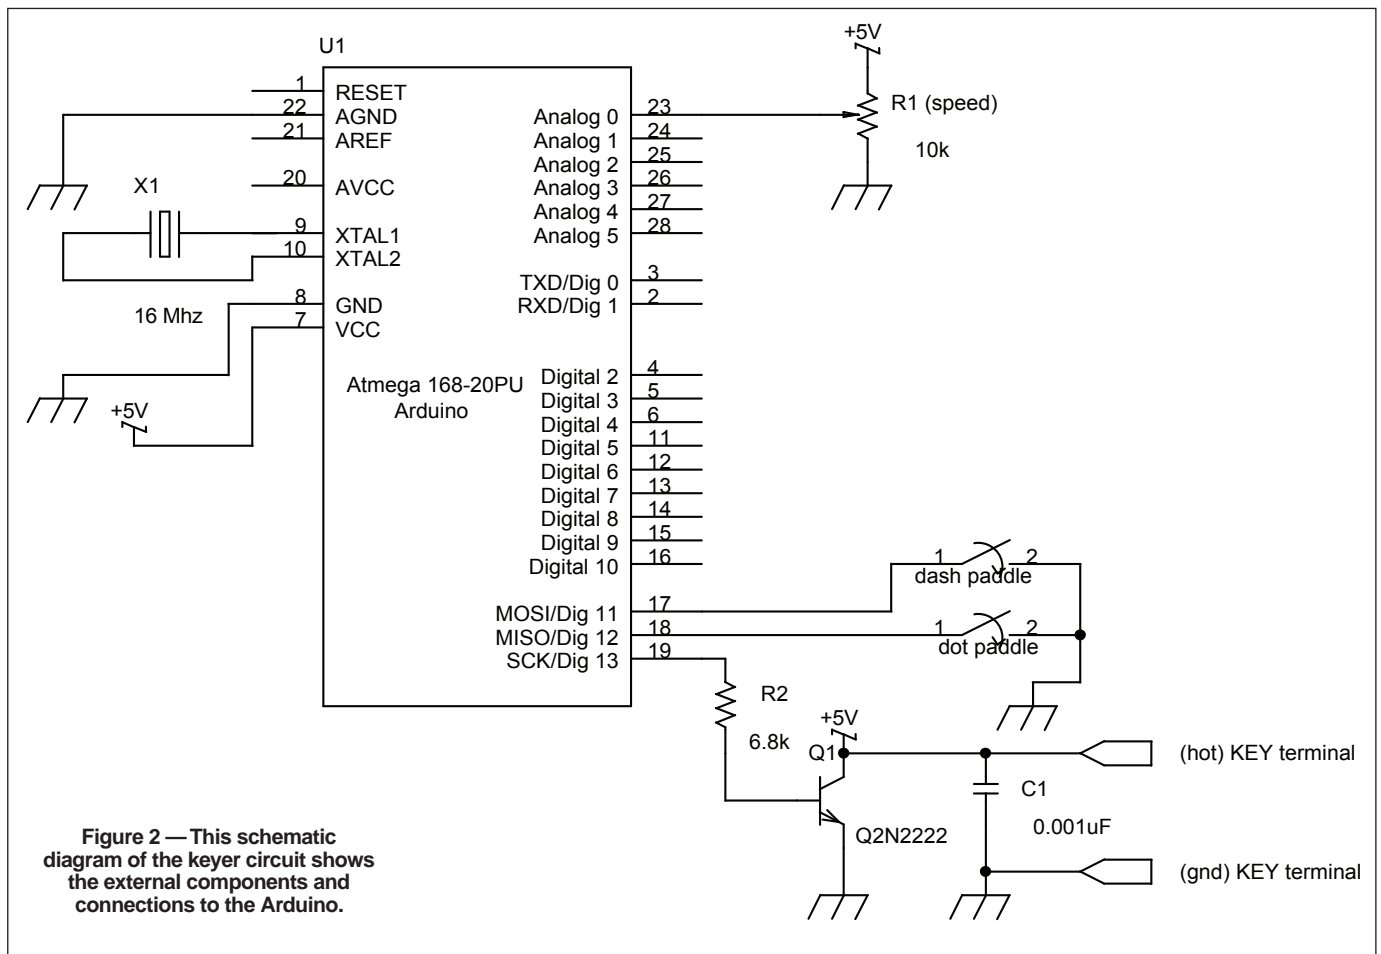 U1
1
RESET
22
AGND
21
AREF
20
AVCC
X1
9
XTAL1
10
XTAL2
16 Mhz
8
GND
7
VCC
+5V
Atmega 168-20PU
Arduino
Analog 0
23
Analog 1
24
Analog 2
25
Analog 3
26
Analog 4
27
Analog 5
28
TXD/Dig 0
3
RXD/Dig 1
2
Digital 2
4
Digital 3
5
Digital 4
6
Digital 5
11
Digital 6
12
Digital 7
13
Digital 8
14
Digital 9
15
Digital 10
16
MOSI/Dig 11
17
MISO/Dig 12
18
SCK/Dig 13
19
+5V
R1 (speed)
10k
1 2
dash paddle
1 2
dot paddle
R2
6.8k
+5V
Q1
Q2N2222
C1
0.001uF
(hot) KEY terminal
(gnd) KEY terminal
Figure 2 — This schematic
diagram of the keyer circuit shows
the external components and
connections to the Arduino.